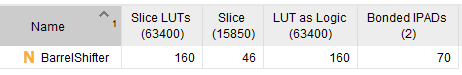 Name 1 Slice LUTs (63400) Slice (15850) LUT as Logic (63400) Bonded IPADs (2)
N BarrelShifter 160 46 160 70